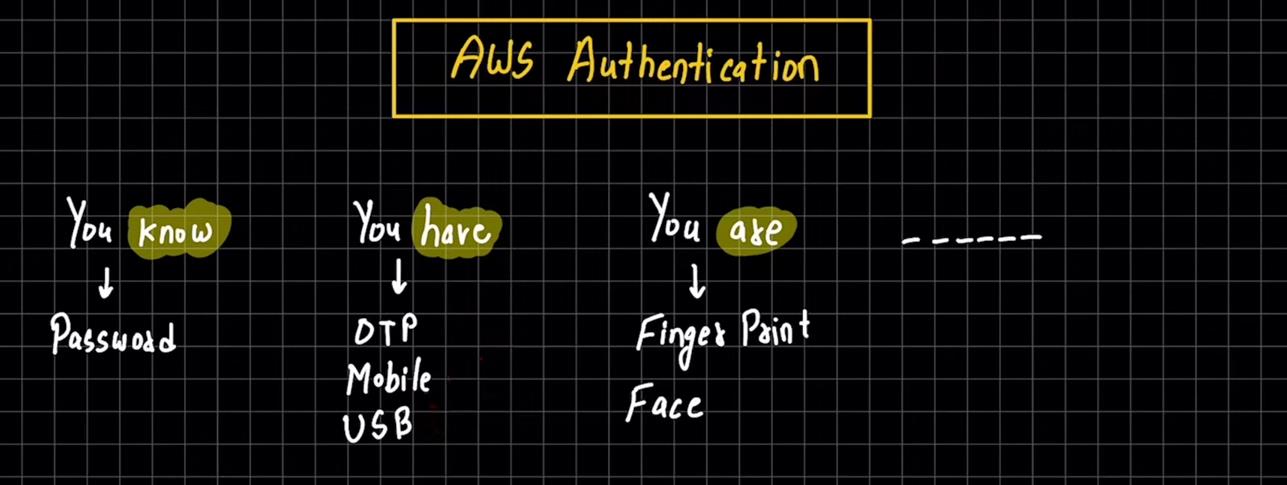 AWS Authentication
You know
You have
You are
------
Password
OTP
Mobile
USB
Finger Print
Face